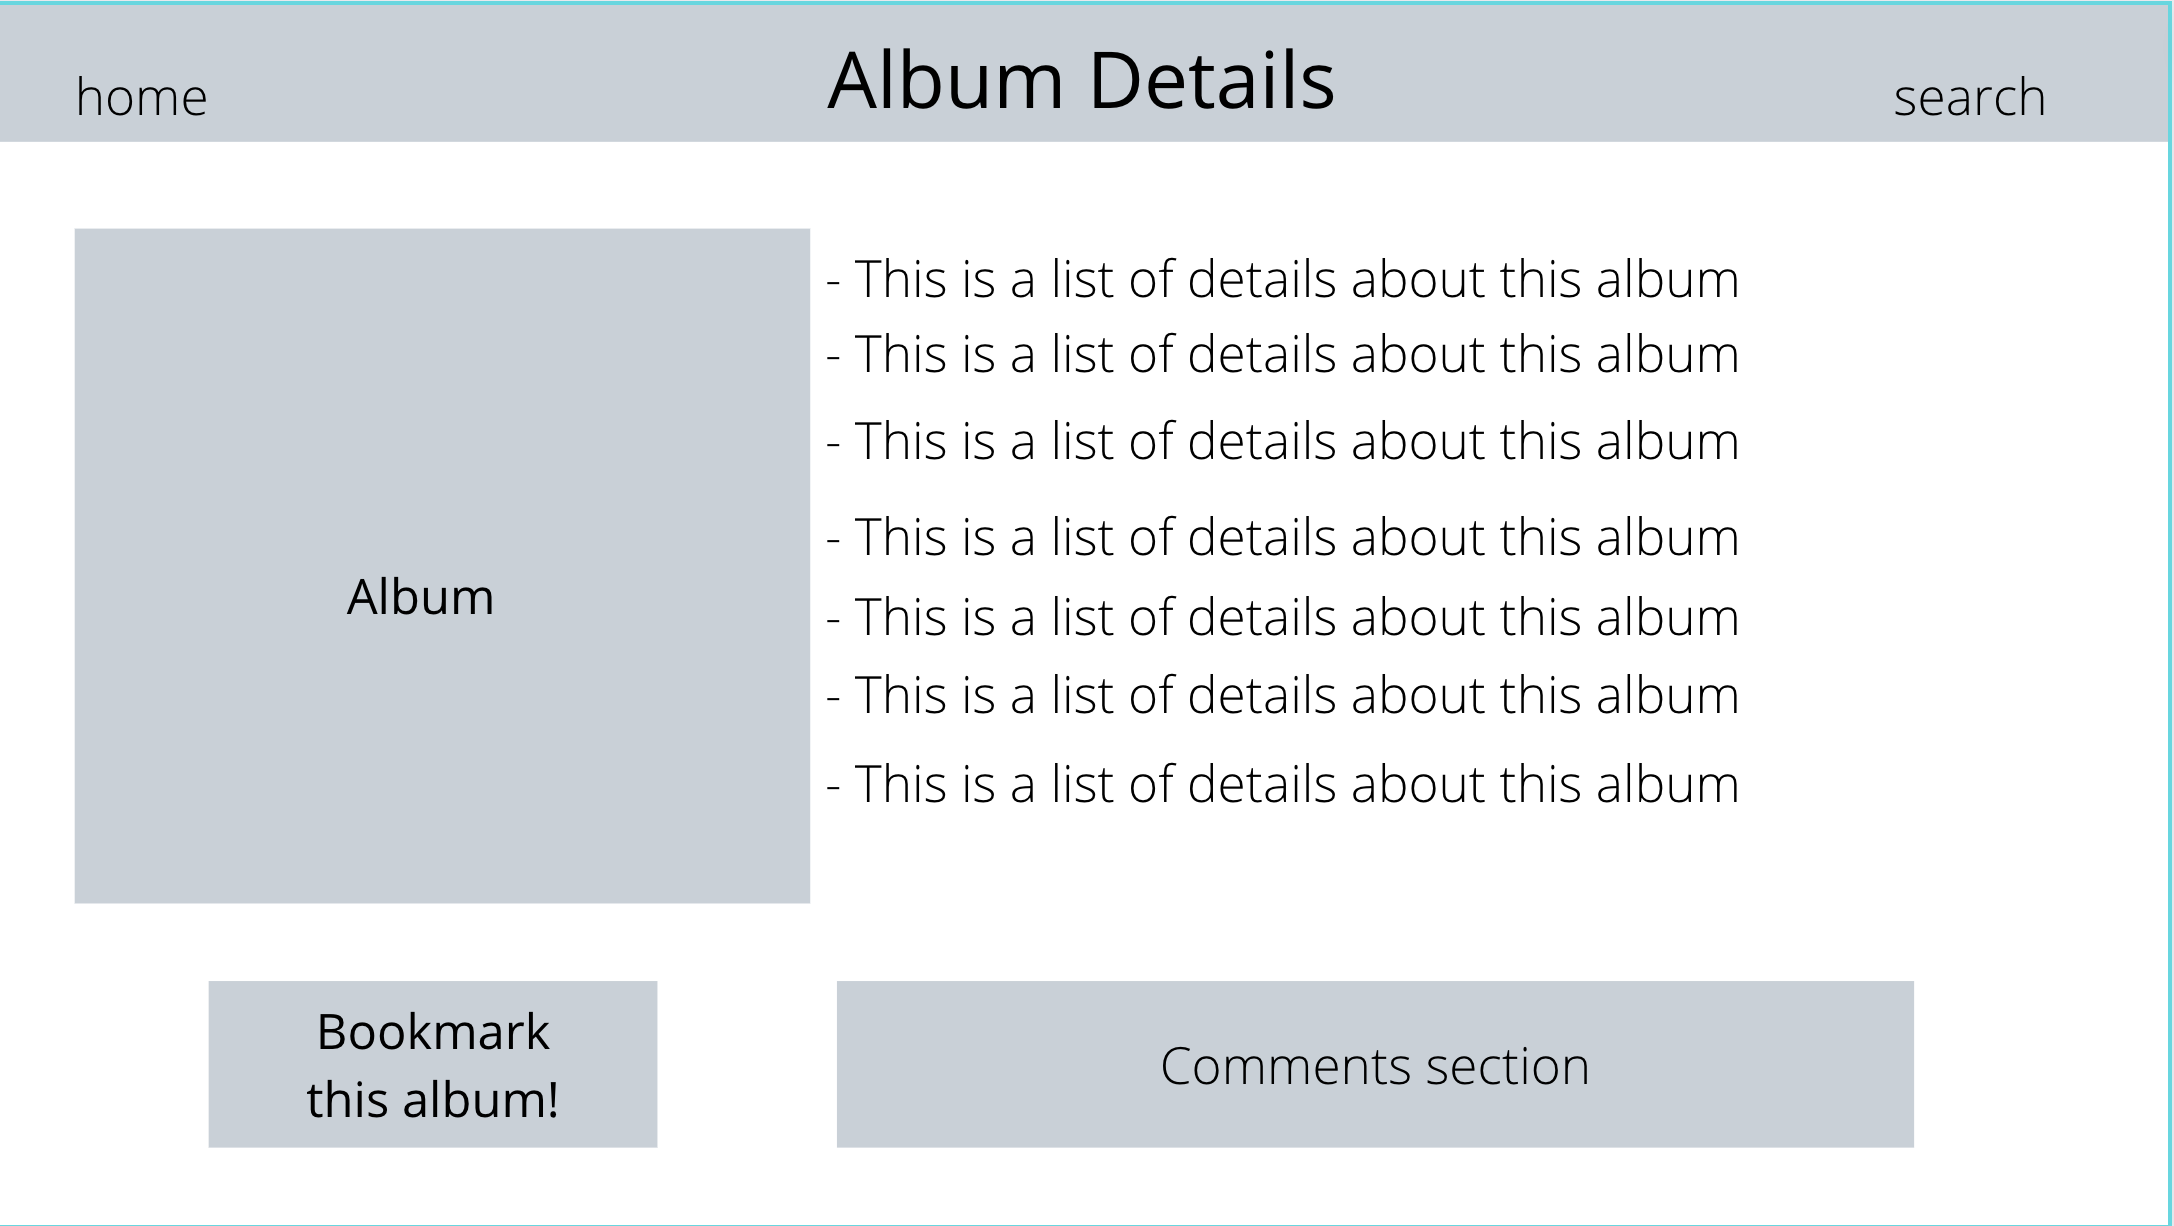 home
Album Details
search
- This is a list of details about this album
- This is a list of details about this album
- This is a list of details about this album
- This is a list of details about this album
- This is a list of details about this album
- This is a list of details about this album
- This is a list of details about this album
Album
Bookmark
this album!
Comments section